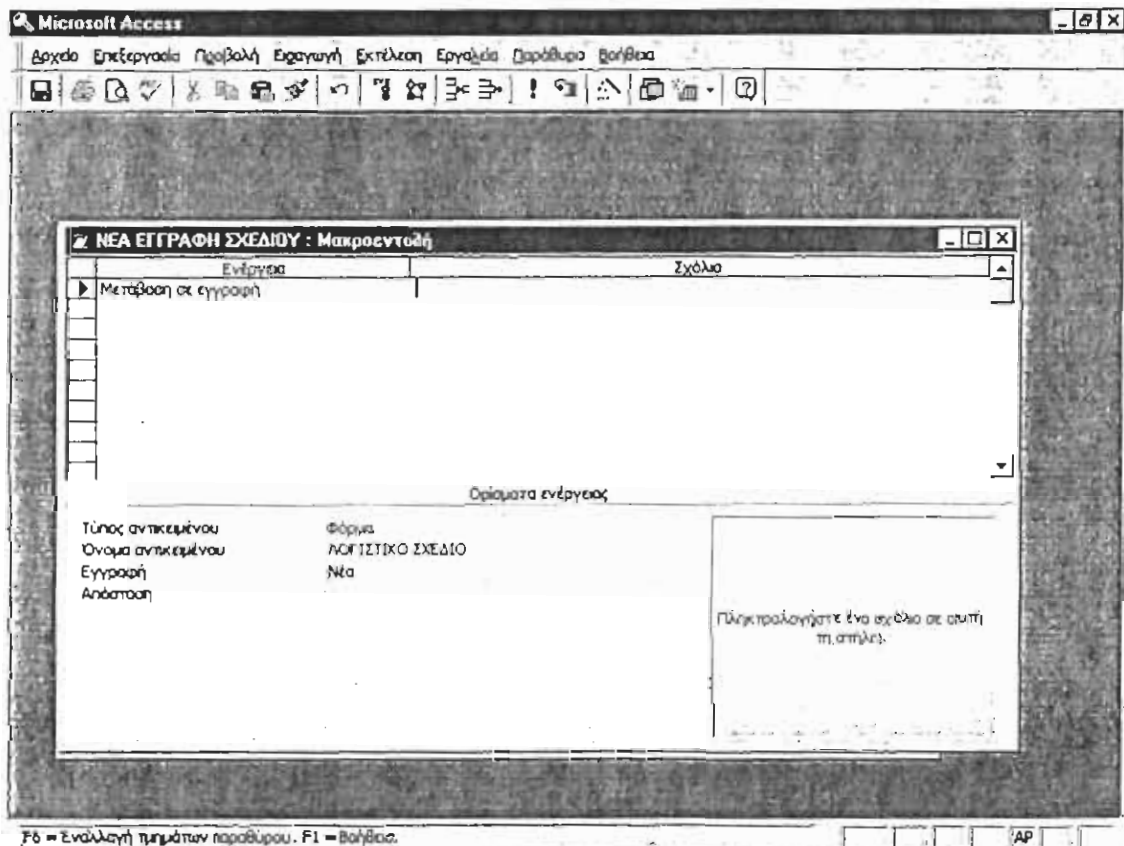 Microsoft Access
Αρχείο Επεξεργασία Προβολή Εισαγωγή Εκτέλεση Εργαλεία Παράθυρο Βοήθεια
ΝΕΑ ΕΓΓΡΑΦΗ ΣΧΕΔΙΟΥ : Μακροεντολή
Ενέργεια Σχόλια
Μετάβαση σε εγγραφή
Ορίσματα ενέργειας
Τύπος αντικειμένου Φόρμα
Όνομα αντικειμένου ΛΟΓΙΣΤΙΚΟ ΣΧΕΔΙΟ
Εγγραφή Νέα
Απόσταση
Πληκτρολογήστε ένα σχόλιο σε αυτή
τη στήλη.
F6 = Εναλλαγή τμημάτων παραθύρου. F1 = Βοήθεια.
AP